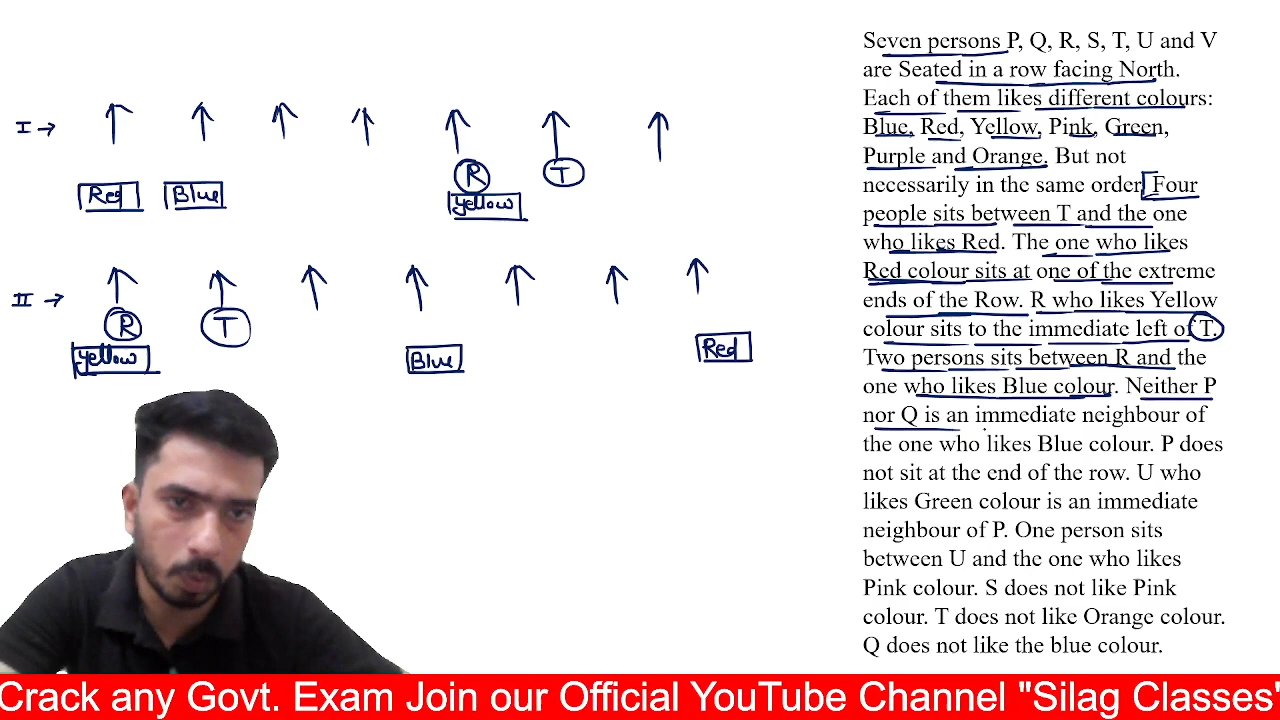 Seven persons P, Q, R, S, T, U and V
are Seated in a row facing North.
Each of them likes different colours:
Blue, Red, Yellow, Pink, Green,
Purple and Orange. But not
necessarily in the same order. Four
people sits between T and the one
who likes Red. The one who likes
Red colour sits at one of the extreme
ends of the Row. R who likes Yellow
colour sits to the immediate left of T.
Two persons sits between R and the
one who likes Blue colour. Neither P
nor Q is an immediate neighbour of
the one who likes Blue colour. P does
not sit at the end of the row. U who
likes Green colour is an immediate
neighbour of P. One person sits
between U and the one who likes
Pink colour. S does not like Pink
colour. T does not like Orange colour.
Q does not like the blue colour.
I →
R T
Red Blue Yellow
II →
R T
Yellow Blue Red
Crack any Govt. Exam Join our Official YouTube Channel "Silag Classes"